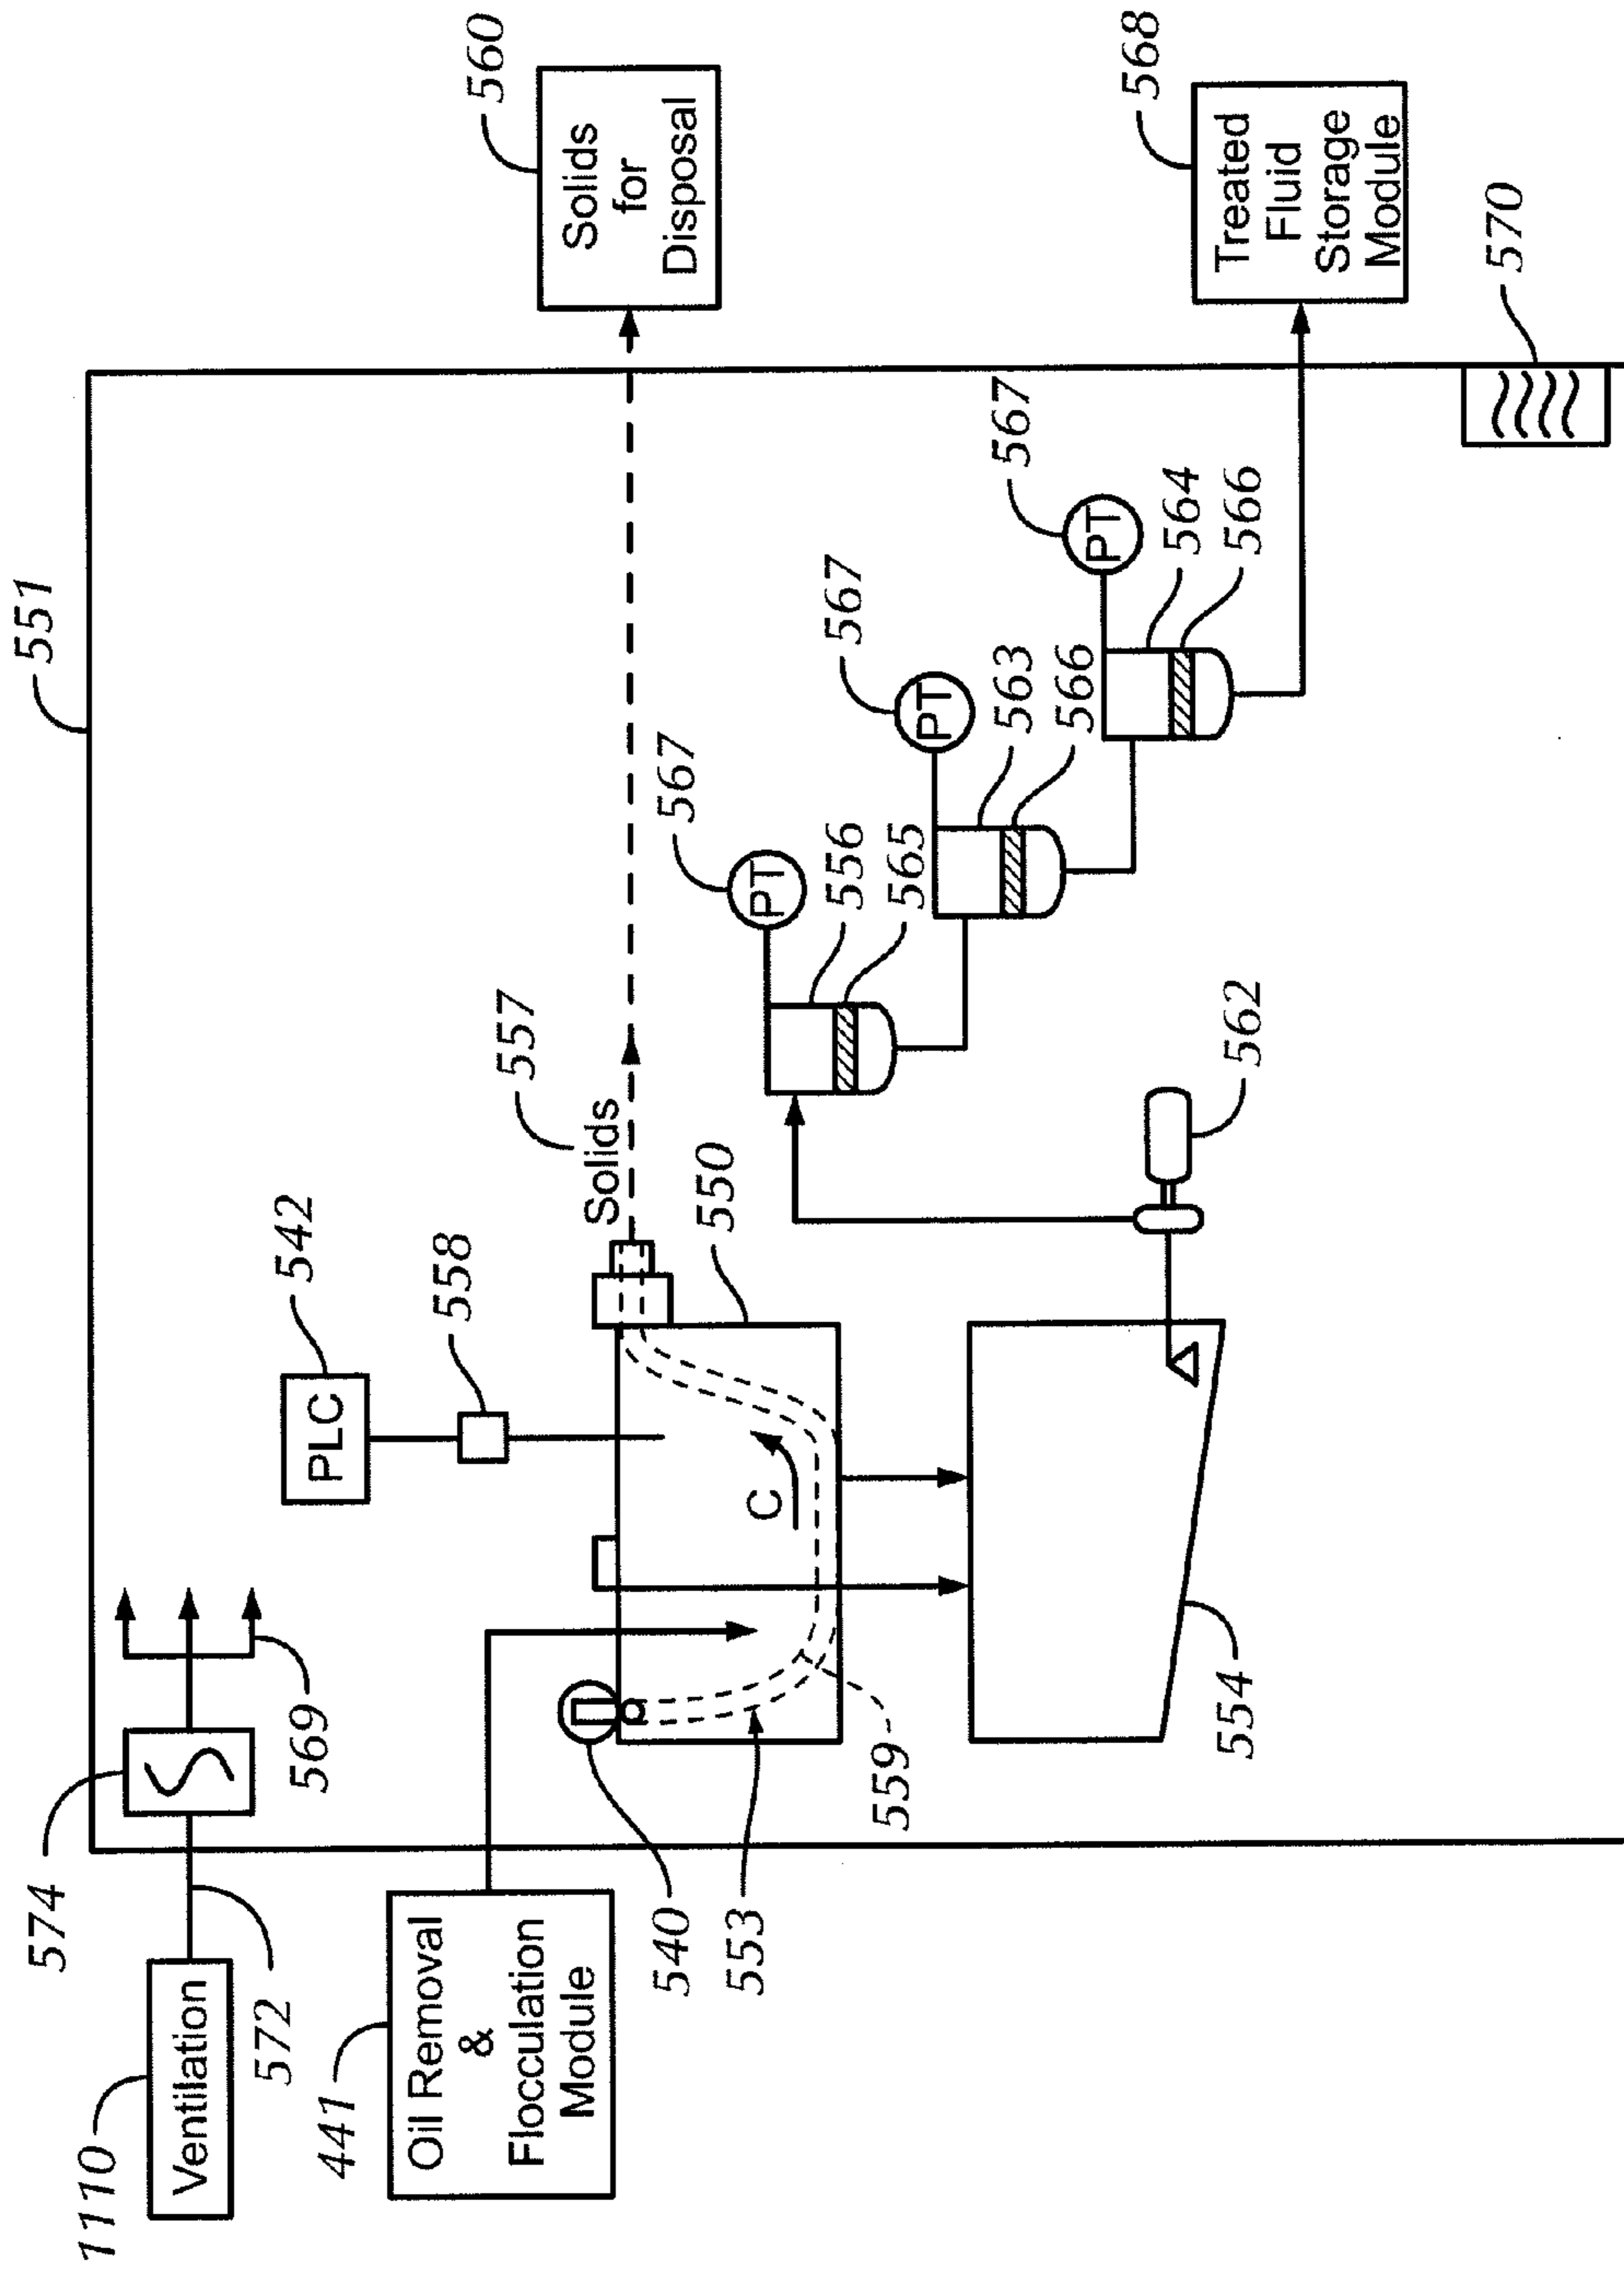 551
574
1110
Ventilation
572
569
441
Oil Removal
&
Flocculation
Module
540
553
559
554
PLC
542
558
C
550
Solids
557
562
PT
567
556
565
PT
567
563
566
PT
567
564
566
560
Solids
for
Disposal
568
Treated
Fluid
Storage
Module
570